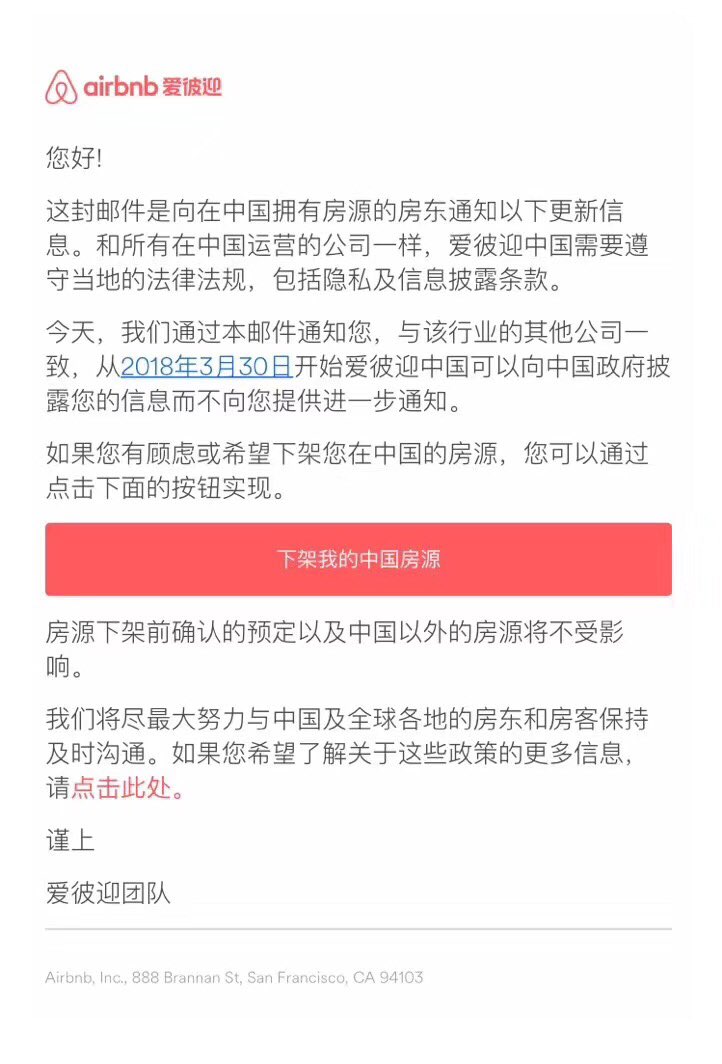 airbnb 爱彼迎
您好!
这封邮件是向在中国拥有房源的房东通知以下更新信
息。和所有在中国运营的公司一样，爱彼迎中国需要遵
守当地的法律法规，包括隐私及信息披露条款。
今天，我们通过本邮件通知您，与该行业的其他公司一
致，从2018年3月30日开始爱彼迎中国可以向中国政府披
露您的信息而不向您提供进一步通知。
如果您有顾虑或希望下架您在中国的房源，您可以通过
点击下面的按钮实现。
下架我的中国房源
房源下架前确认的预定以及中国以外的房源将不受影
响。
我们将尽最大努力与中国及全球各地的房东和房客保持
及时沟通。如果您希望了解关于这些政策的更多信息，
请点击此处。
谨上
爱彼迎团队
Airbnb, Inc., 888 Brannan St, San Francisco, CA 94103